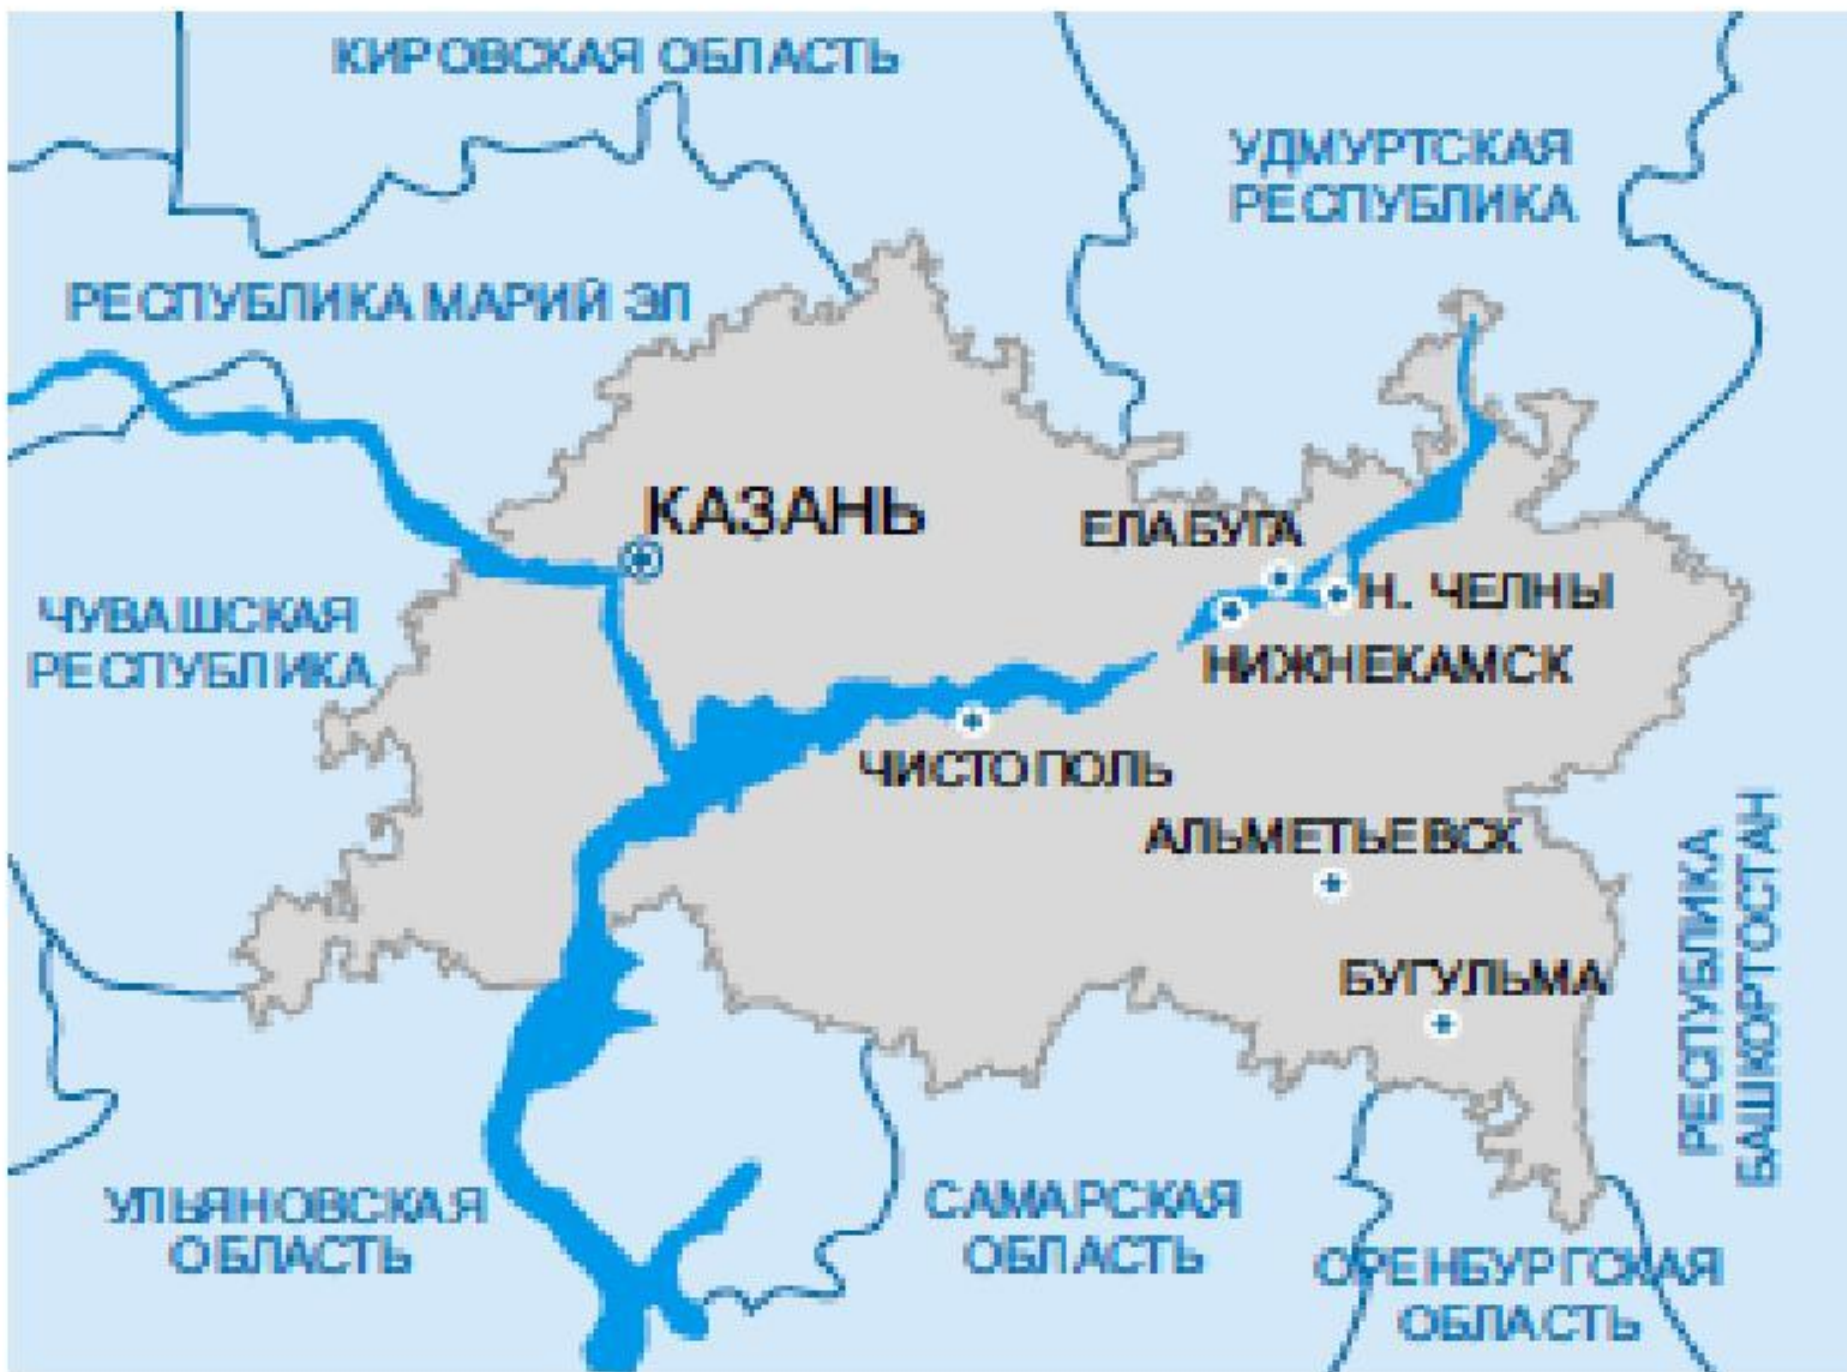 КИРОВСКАЯ ОБЛАСТЬ
УДМУРТСКАЯ
РЕСПУБЛИКА
РЕСПУБЛИКА МАРИЙ ЭЛ
КАЗАНЬ
ЕЛАБУГА
Н. ЧЕЛНЫ
ЧУВАШСКАЯ
РЕСПУБЛИКА
НИЖНЕКАМСК
ЧИСТОПОЛЬ
АЛЬМЕТЬЕВСК
БУГУЛЬМА
РЕСПУБЛИКА
БАШКОРТОСТАН
УЛЬЯНОВСКАЯ
ОБЛАСТЬ
САМАРСКАЯ
ОБЛАСТЬ
ОРЕНБУРГСКАЯ
ОБЛАСТЬ